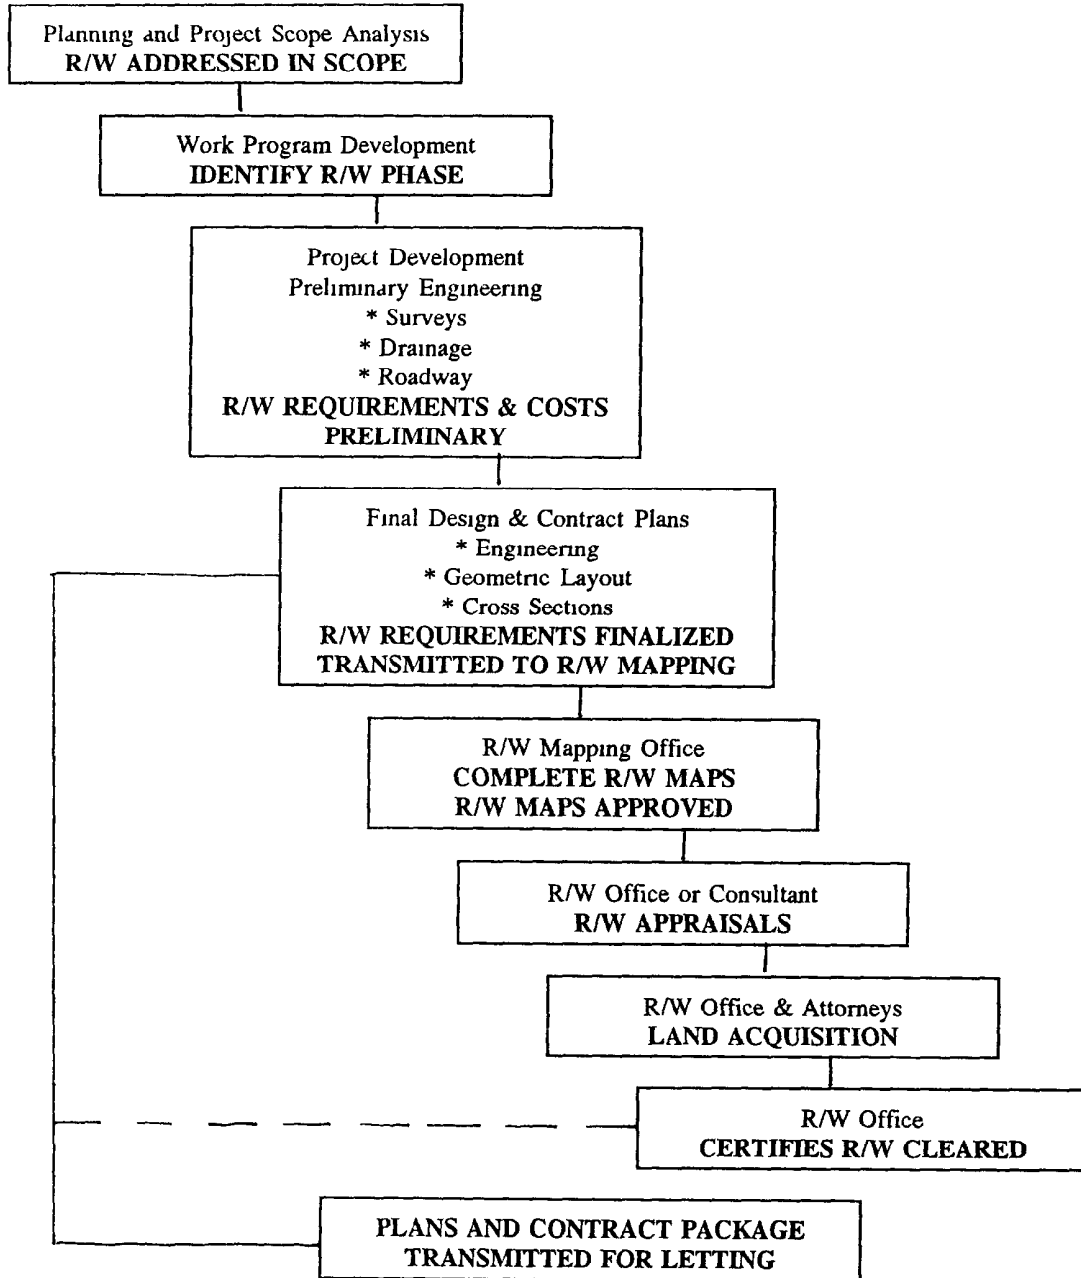 Planning and Project Scope Analysis
R/W ADDRESSED IN SCOPE
Work Program Development
IDENTIFY R/W PHASE
Project Development
Preliminary Engineering
* Surveys
* Drainage
* Roadway
R/W REQUIREMENTS & COSTS
PRELIMINARY
Final Design & Contract Plans
* Engineering
* Geometric Layout
* Cross Sections
R/W REQUIREMENTS FINALIZED
TRANSMITTED TO R/W MAPPING
R/W Mapping Office
COMPLETE R/W MAPS
R/W MAPS APPROVED
R/W Office or Consultant
R/W APPRAISALS
R/W Office & Attorneys
LAND ACQUISITION
R/W Office
CERTIFIES R/W CLEARED
PLANS AND CONTRACT PACKAGE
TRANSMITTED FOR LETTING